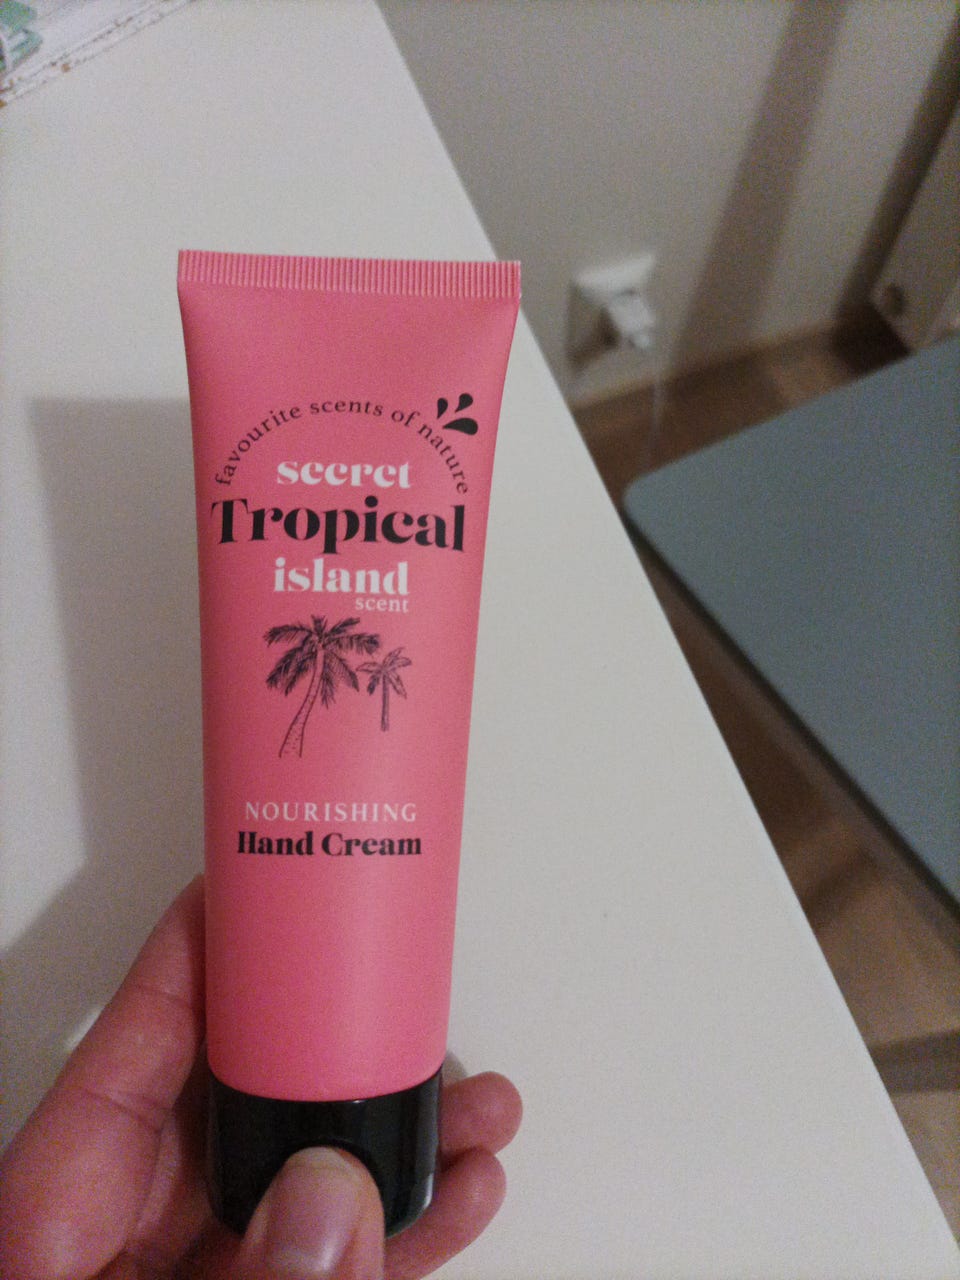 favourite scents of nature
secret
Tropical
island
scent
NOURISHING
Hand Cream